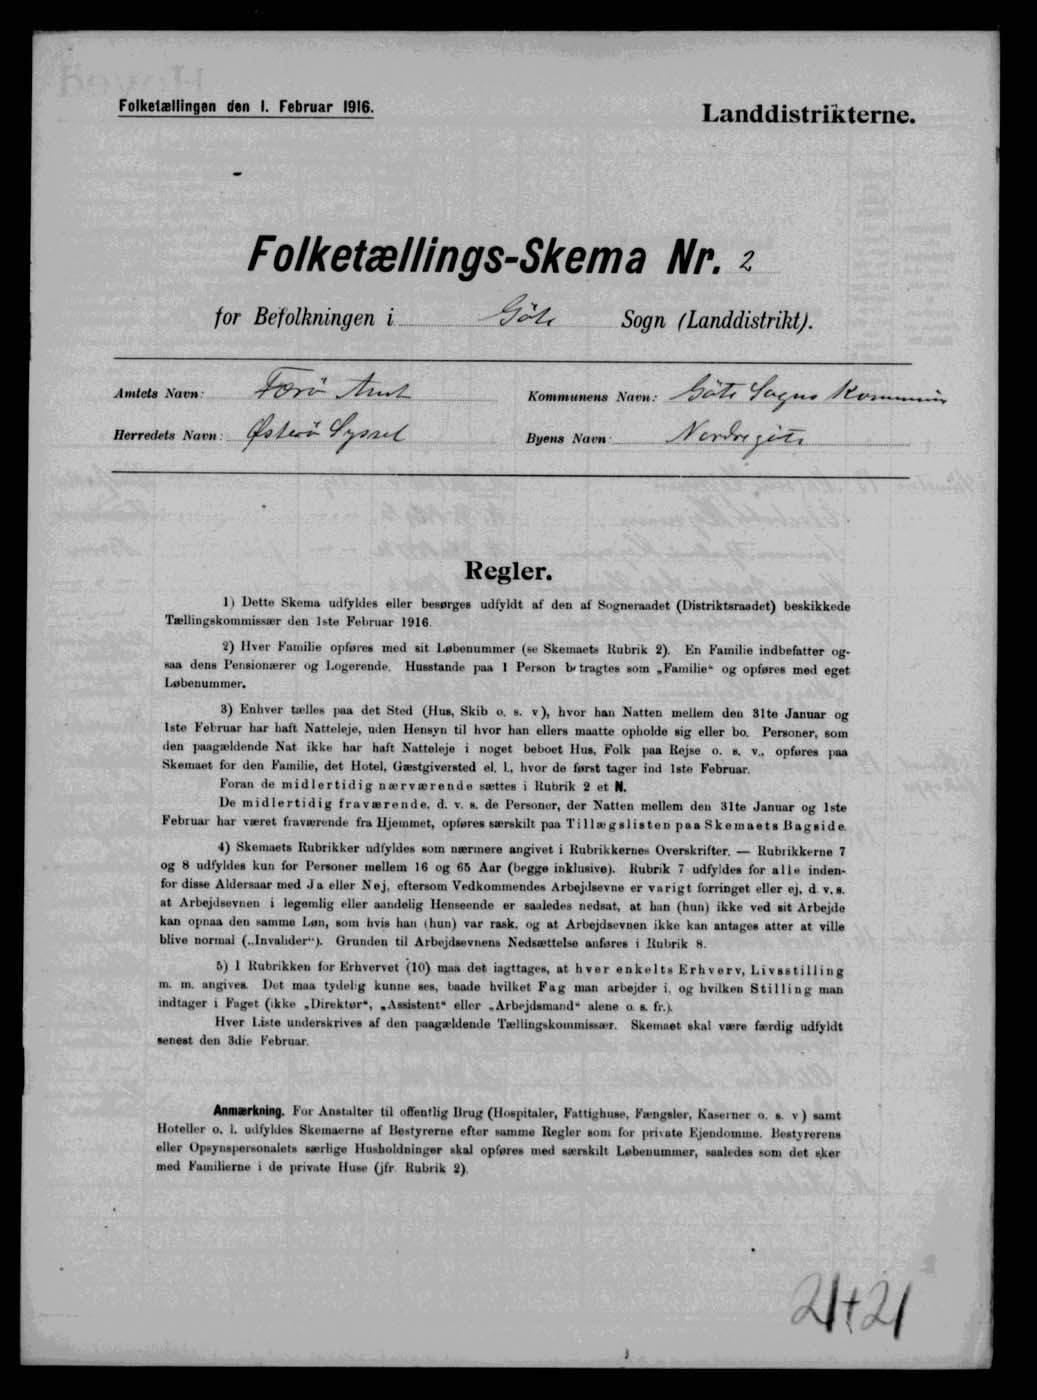 Folketællingen den 1. Februar 1916.
Landdistrikterne.
Folketællings-Skema Nr. 2
for Befolkningen i Göte Sogn (Landdistrikt).
Amtets Navn: Færö Amt
Kommunens Navn: Göte Sogns Kommune
Herredets Navn: Østerö Syssel
Byens Navn: Nordregöte
Regler.
1) Dette Skema udfyldes eller besørges udfyldt af den af Sogneraadet (Distriktsraadet) beskikkede
Tællingskommissær den 1ste Februar 1916.
2) Hver Familie opføres med sit Løbenummer (se Skemaets Rubrik 2). En Familie indbefatter og-
saa dens Pensionærer og Logerende. Husstande paa 1 Person betragtes som „Familie“ og opføres med eget
Løbenummer.
3) Enhver tælles paa det Sted (Hus, Skib o. s. v), hvor han Natten mellem den 31te Januar og
1ste Februar har haft Natteleje, uden Hensyn til hvor han ellers maatte opholde sig eller bo. Personer, som
den paagældende Nat ikke har haft Natteleje i noget beboet Hus, Folk paa Rejse o. s. v., opføres paa
Skemaet for den Familie, det Hotel, Gæstgiversted el. l., hvor de først tager ind 1ste Februar.
Foran de midlertidig nærværende sættes i Rubrik 2 et N.
De midlertidig fraværende, d. v. s. de Personer, der Natten mellem den 31te Januar og 1ste
Februar har været fraværende fra Hjemmet, opføres særskilt paa Tillægslisten paa Skemaets Bagside.
4) Skemaets Rubrikker udfyldes som nærmere angivet i Rubrikkernes Overskrifter. — Rubrikkerne 7
og 8 udfyldes kun for Personer mellem 16 og 65 Aar (begge inklusive). Rubrik 7 udfyldes for alle inden-
for disse Aldersaar med Ja eller Nej, eftersom Vedkommendes Arbejdsevne er varigt forringet eller ej, d. v. s.
at Arbejdsevnen i legemlig eller aandelig Henseende er saaledes nedsat, at han (hun) ikke ved sit Arbejde
kan opnaa den samme Løn, som hvis han (hun) var rask, og at Arbejdsevnen ikke kan antages atter at ville
blive normal („Invalider“). Grunden til Arbejdsevnens Nedsættelse anføres i Rubrik 8.
5) I Rubrikken for Erhvervet (10) maa det iagttages, at hver enkelts Erhverv, Livsstilling
m. m. angives. Det maa tydelig kunne ses, baade hvilket Fag man arbejder i, og hvilken Stilling man
indtager i Faget (ikke „Direktør“, „Assistent“ eller „Arbejdsmand“ alene o. s. fr.).
Hver Liste underskrives af den paagældende Tællingskommissær. Skemaet skal være færdig udfyldt
senest den 3die Februar.
Anmærkning. For Anstalter til offentlig Brug (Hospitaler, Fattighuse, Fængsler, Kaserner o. s. v) samt
Hoteller o. l. udfyldes Skemaerne af Bestyrerne efter samme Regler som for private Ejendomme. Bestyrerens
eller Opsynspersonalets særlige Husholdninger skal opføres med særskilt Løbenummer, saaledes som det sker
med Familierne i de private Huse (jfr. Rubrik 2).
21+21